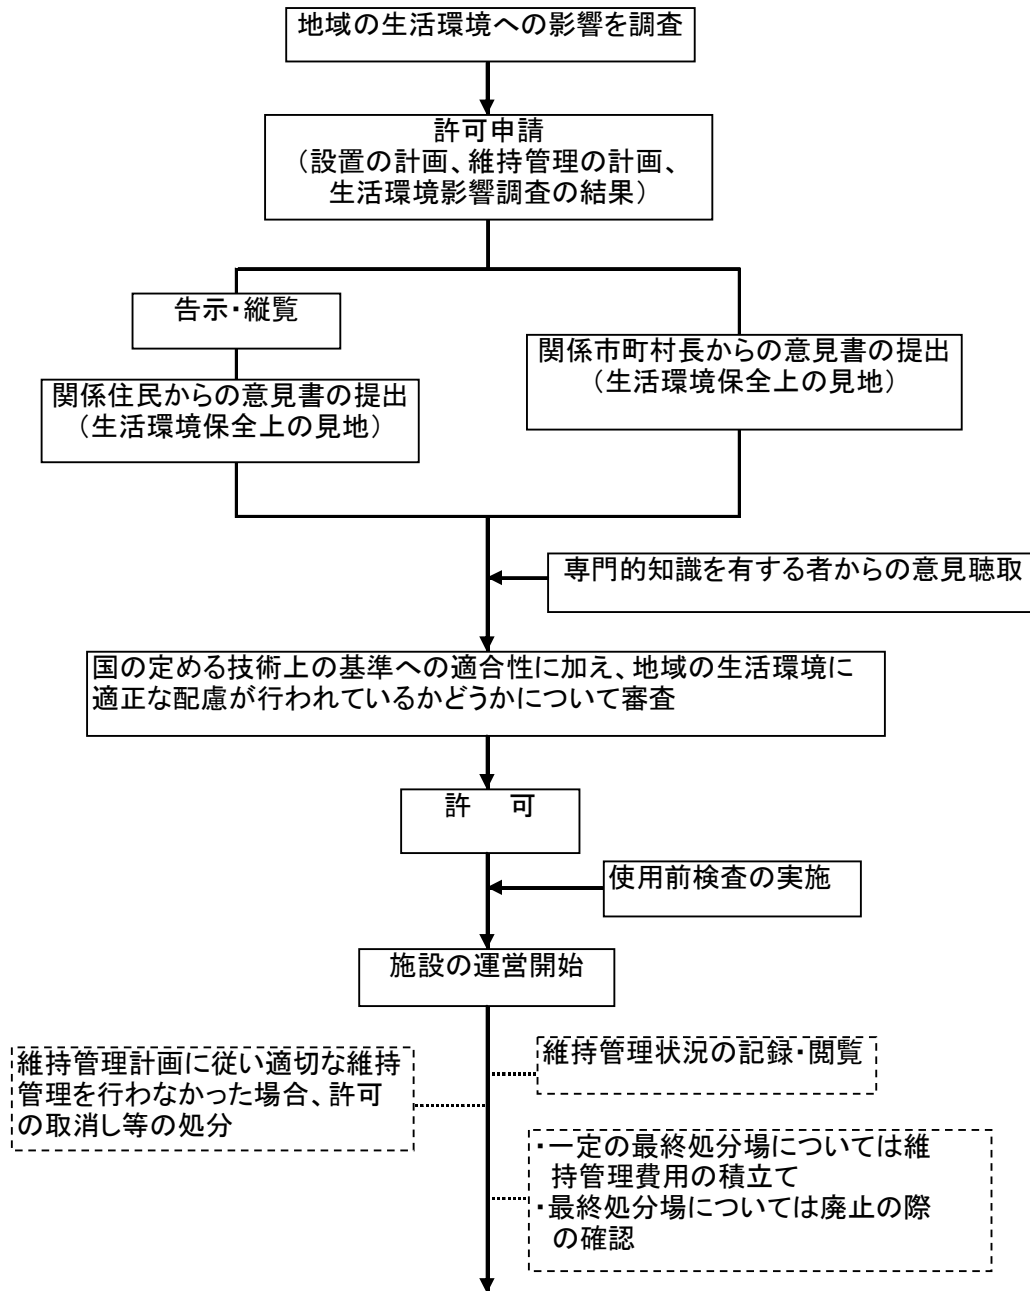 地域の生活環境への影響を調査
許可申請
（設置の計画、維持管理の計画、
生活環境影響調査の結果）
告示・縦覧
関係住民からの意見書の提出
（生活環境保全上の見地）
関係市町村長からの意見書の提出
（生活環境保全上の見地）
専門的知識を有する者からの意見聴取
国の定める技術上の基準への適合性に加え、地域の生活環境に
適正な配慮が行われているかどうかについて審査
許　可
使用前検査の実施
施設の運営開始
維持管理計画に従い適切な維持
管理を行わなかった場合、許可
の取消し等の処分
維持管理状況の記録・閲覧
・一定の最終処分場については維
持管理費用の積立て
・最終処分場については廃止の際
の確認